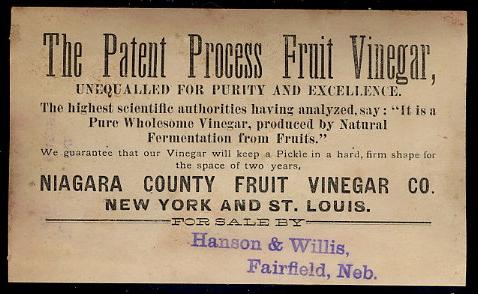 The Patent Process Fruit Vinegar,
UNEQUALLED FOR PURITY AND EXCELLENCE.
The highest scientific authorities having analyzed, say: "It is a
Pure Wholesome Vinegar, produced by Natural
Fermentation from Fruits."
We guarantee that our Vinegar will keep a Pickle in a hard, firm shape for
the space of two years,
NIAGARA COUNTY FRUIT VINEGAR CO.
NEW YORK AND ST. LOUIS.
FOR SALE BY
Hanson & Willis,
Fairfield, Neb.